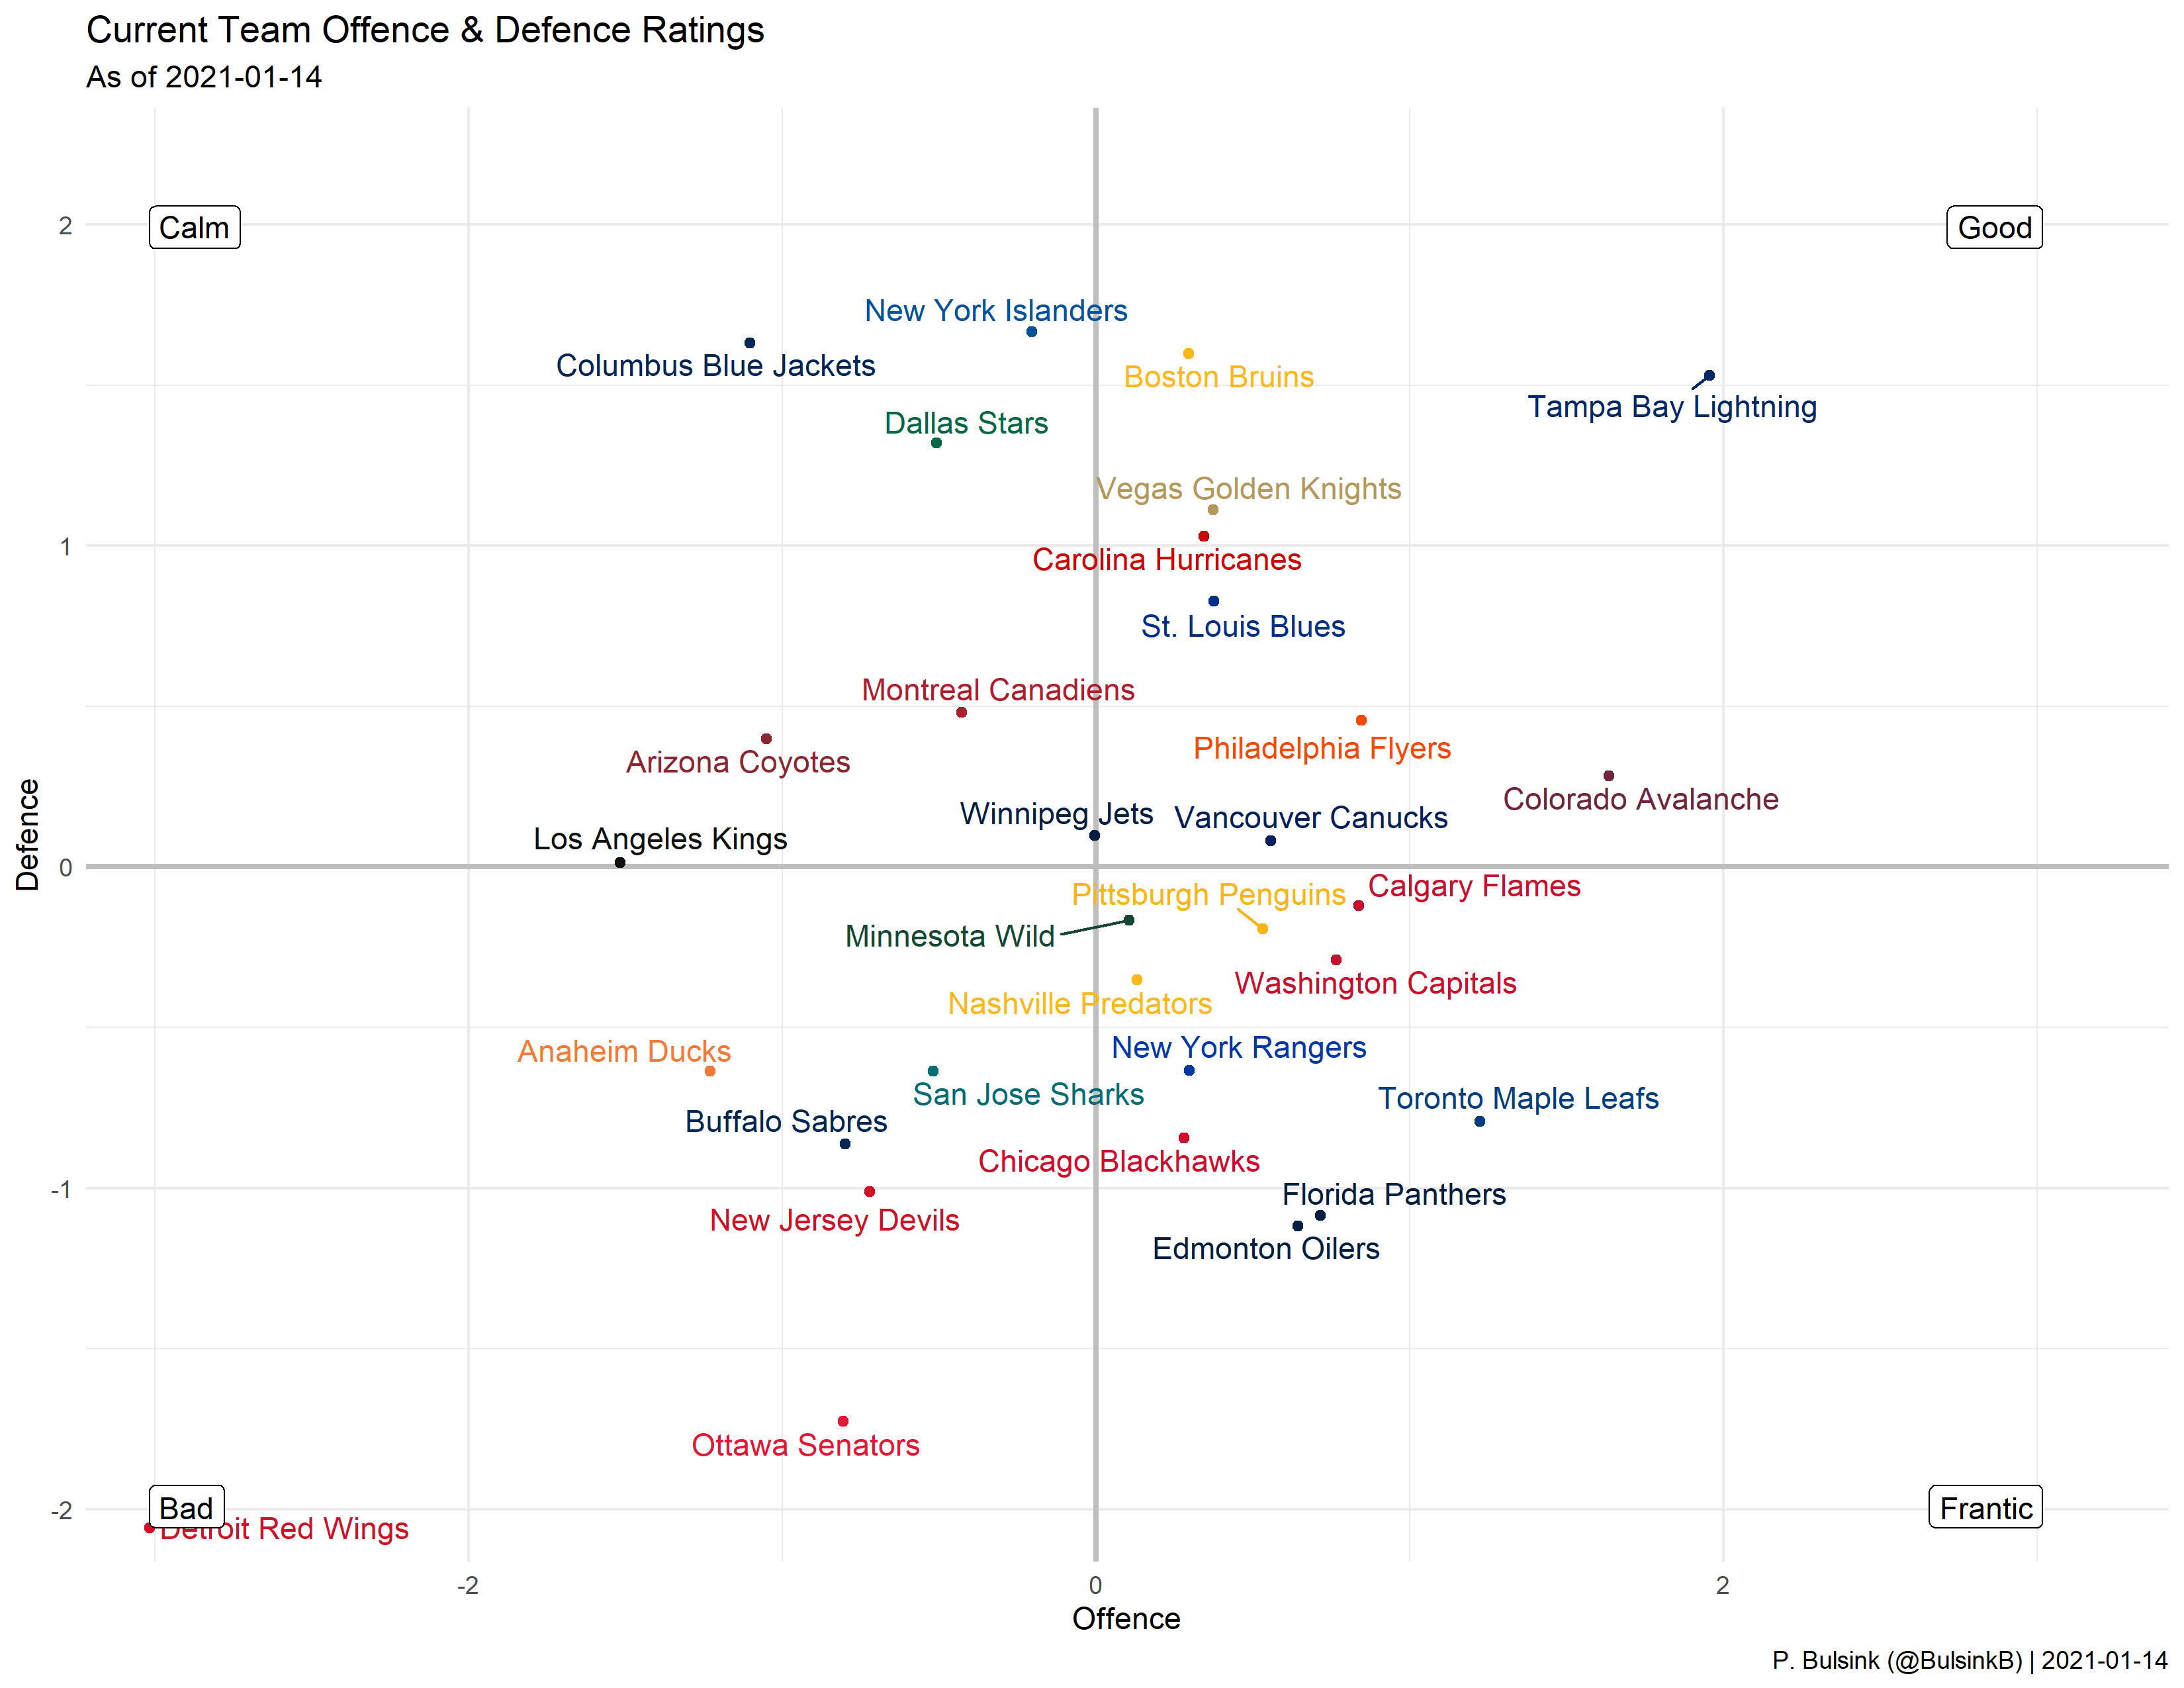 Current Team Offence & Defence Ratings
As of 2021-01-14
2
Calm
Good
New York Islanders
Columbus Blue Jackets
Boston Bruins
Tampa Bay Lightning
Dallas Stars
Vegas Golden Knights
1
Carolina Hurricanes
St. Louis Blues
Montreal Canadiens
Philadelphia Flyers
Arizona Coyotes
Colorado Avalanche
Winnipeg Jets
Vancouver Canucks
Los Angeles Kings
Defence
0
Calgary Flames
Pittsburgh Penguins
Minnesota Wild
Washington Capitals
Nashville Predators
New York Rangers
Anaheim Ducks
San Jose Sharks
Toronto Maple Leafs
Buffalo Sabres
Chicago Blackhawks
-1
Florida Panthers
New Jersey Devils
Edmonton Oilers
Ottawa Senators
-2
Bad
Frantic
Detroit Red Wings
-2
0
2
Offence
P. Bulsink (@BulsinkB) | 2021-01-14